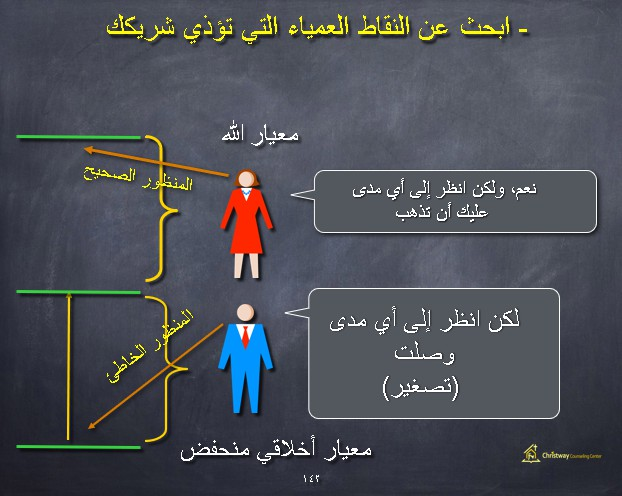 - ابحث عن النقاط العمياء التي تؤذي شريكك
معيار الله
المنظور الصحيح
نعم، ولكن انظر إلى أي مدى
عليك أن تذهب
المنظور الخاطئ
لكن انظر إلى أي مدى
وصلت
(تصغير)
معيار أخلاقي منحفض
Christway Counseling Center
١٤٢